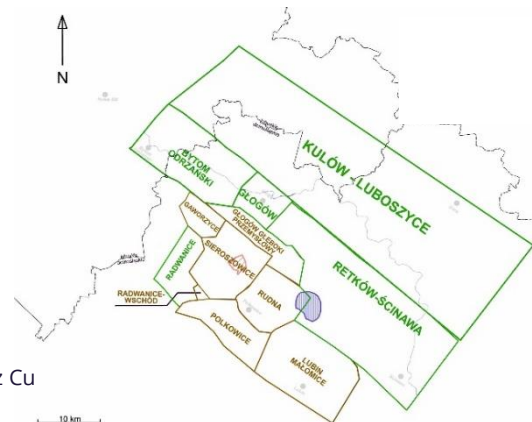 N
KULÓW - LUBOSZYCE
BYTOM
ODRZAŃSKI
GŁOGÓW
GŁOGÓW GŁĘBOKI
PRZEMYSŁOWY
GAWORZYCE
RADWANICE
SIEROSZOWICE
RETKÓW-ŚCINAWA
RADWANICE-
WSCHÓD
RUDNA
POLKOWICE
LUBIN
MAŁOMICE
z Cu
10 km